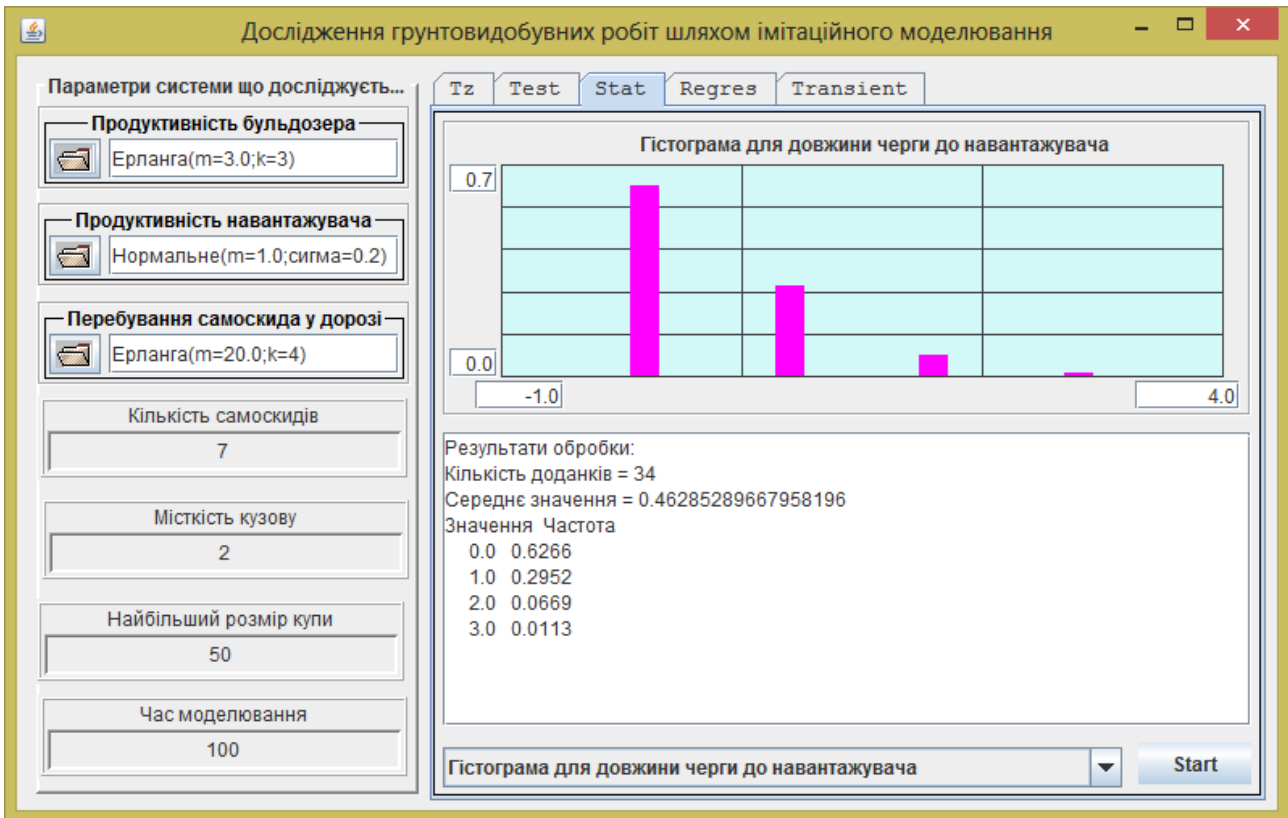 Дослідження грунтовидобувних робіт шляхом імітаційного моделювання
Параметри системи що досліджуєть...
Продуктивність бульдозера
Ерланга(m=3.0;k=3)
Продуктивність навантажувача
Нормальне(m=1.0;сигма=0.2)
Перебування самоскида у дорозі
Ерланга(m=20.0;k=4)
Кількість самоскидів
7
Місткість кузову
2
Найбільший розмір купи
50
Час моделювання
100
Tz Test Stat Regres Transient
Гістограма для довжини черги до навантажувача
0.7
0.0
-1.0 4.0
Результати обробки:
Кількість доданків = 34
Середнє значення = 0.46285289667958196
Значення Частота
0.0 0.6266
1.0 0.2952
2.0 0.0669
3.0 0.0113
Гістограма для довжини черги до навантажувача
Start